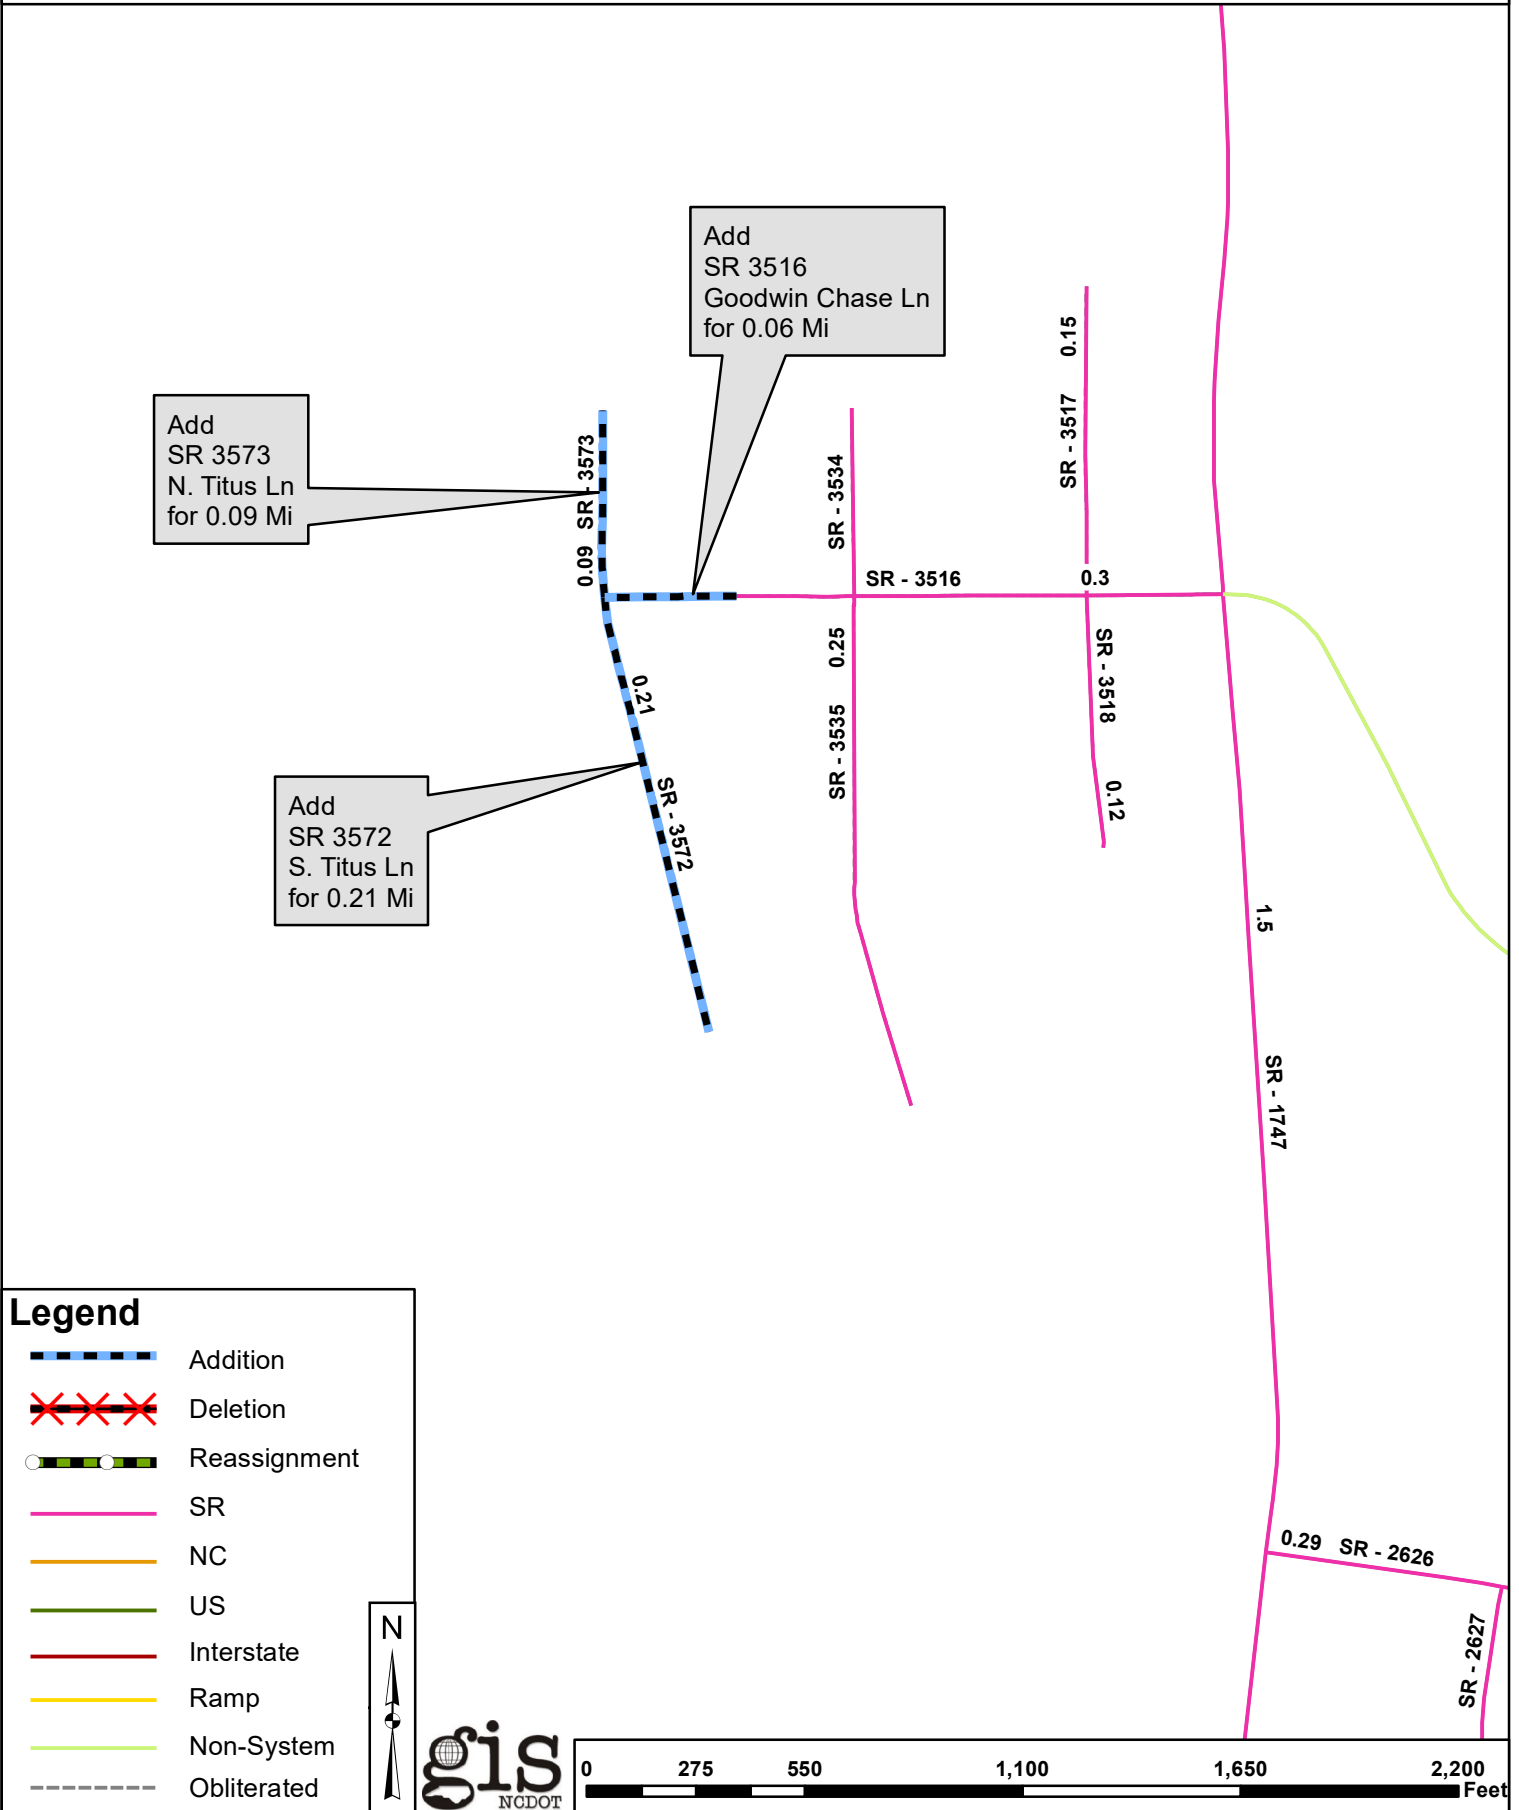 Add
SR 3516
Goodwin Chase Ln
for 0.06 Mi
Add
SR 3573
N. Titus Ln
for 0.09 Mi
0.09 SR - 3573
SR - 3534
SR - 3517 0.15
SR - 3516 0.3
0.21
SR - 3572
SR - 3535 0.25
SR - 3518 0.12
Add
SR 3572
S. Titus Ln
for 0.21 Mi
1.5
SR - 1747
0.29 SR - 2626
SR - 2627
Legend
Addition
Deletion
Reassignment
SR
NC
US
Interstate
Ramp
Non-System
Obliterated
N
gis
NCDOT
0 275 550 1,100 1,650 2,200
Feet